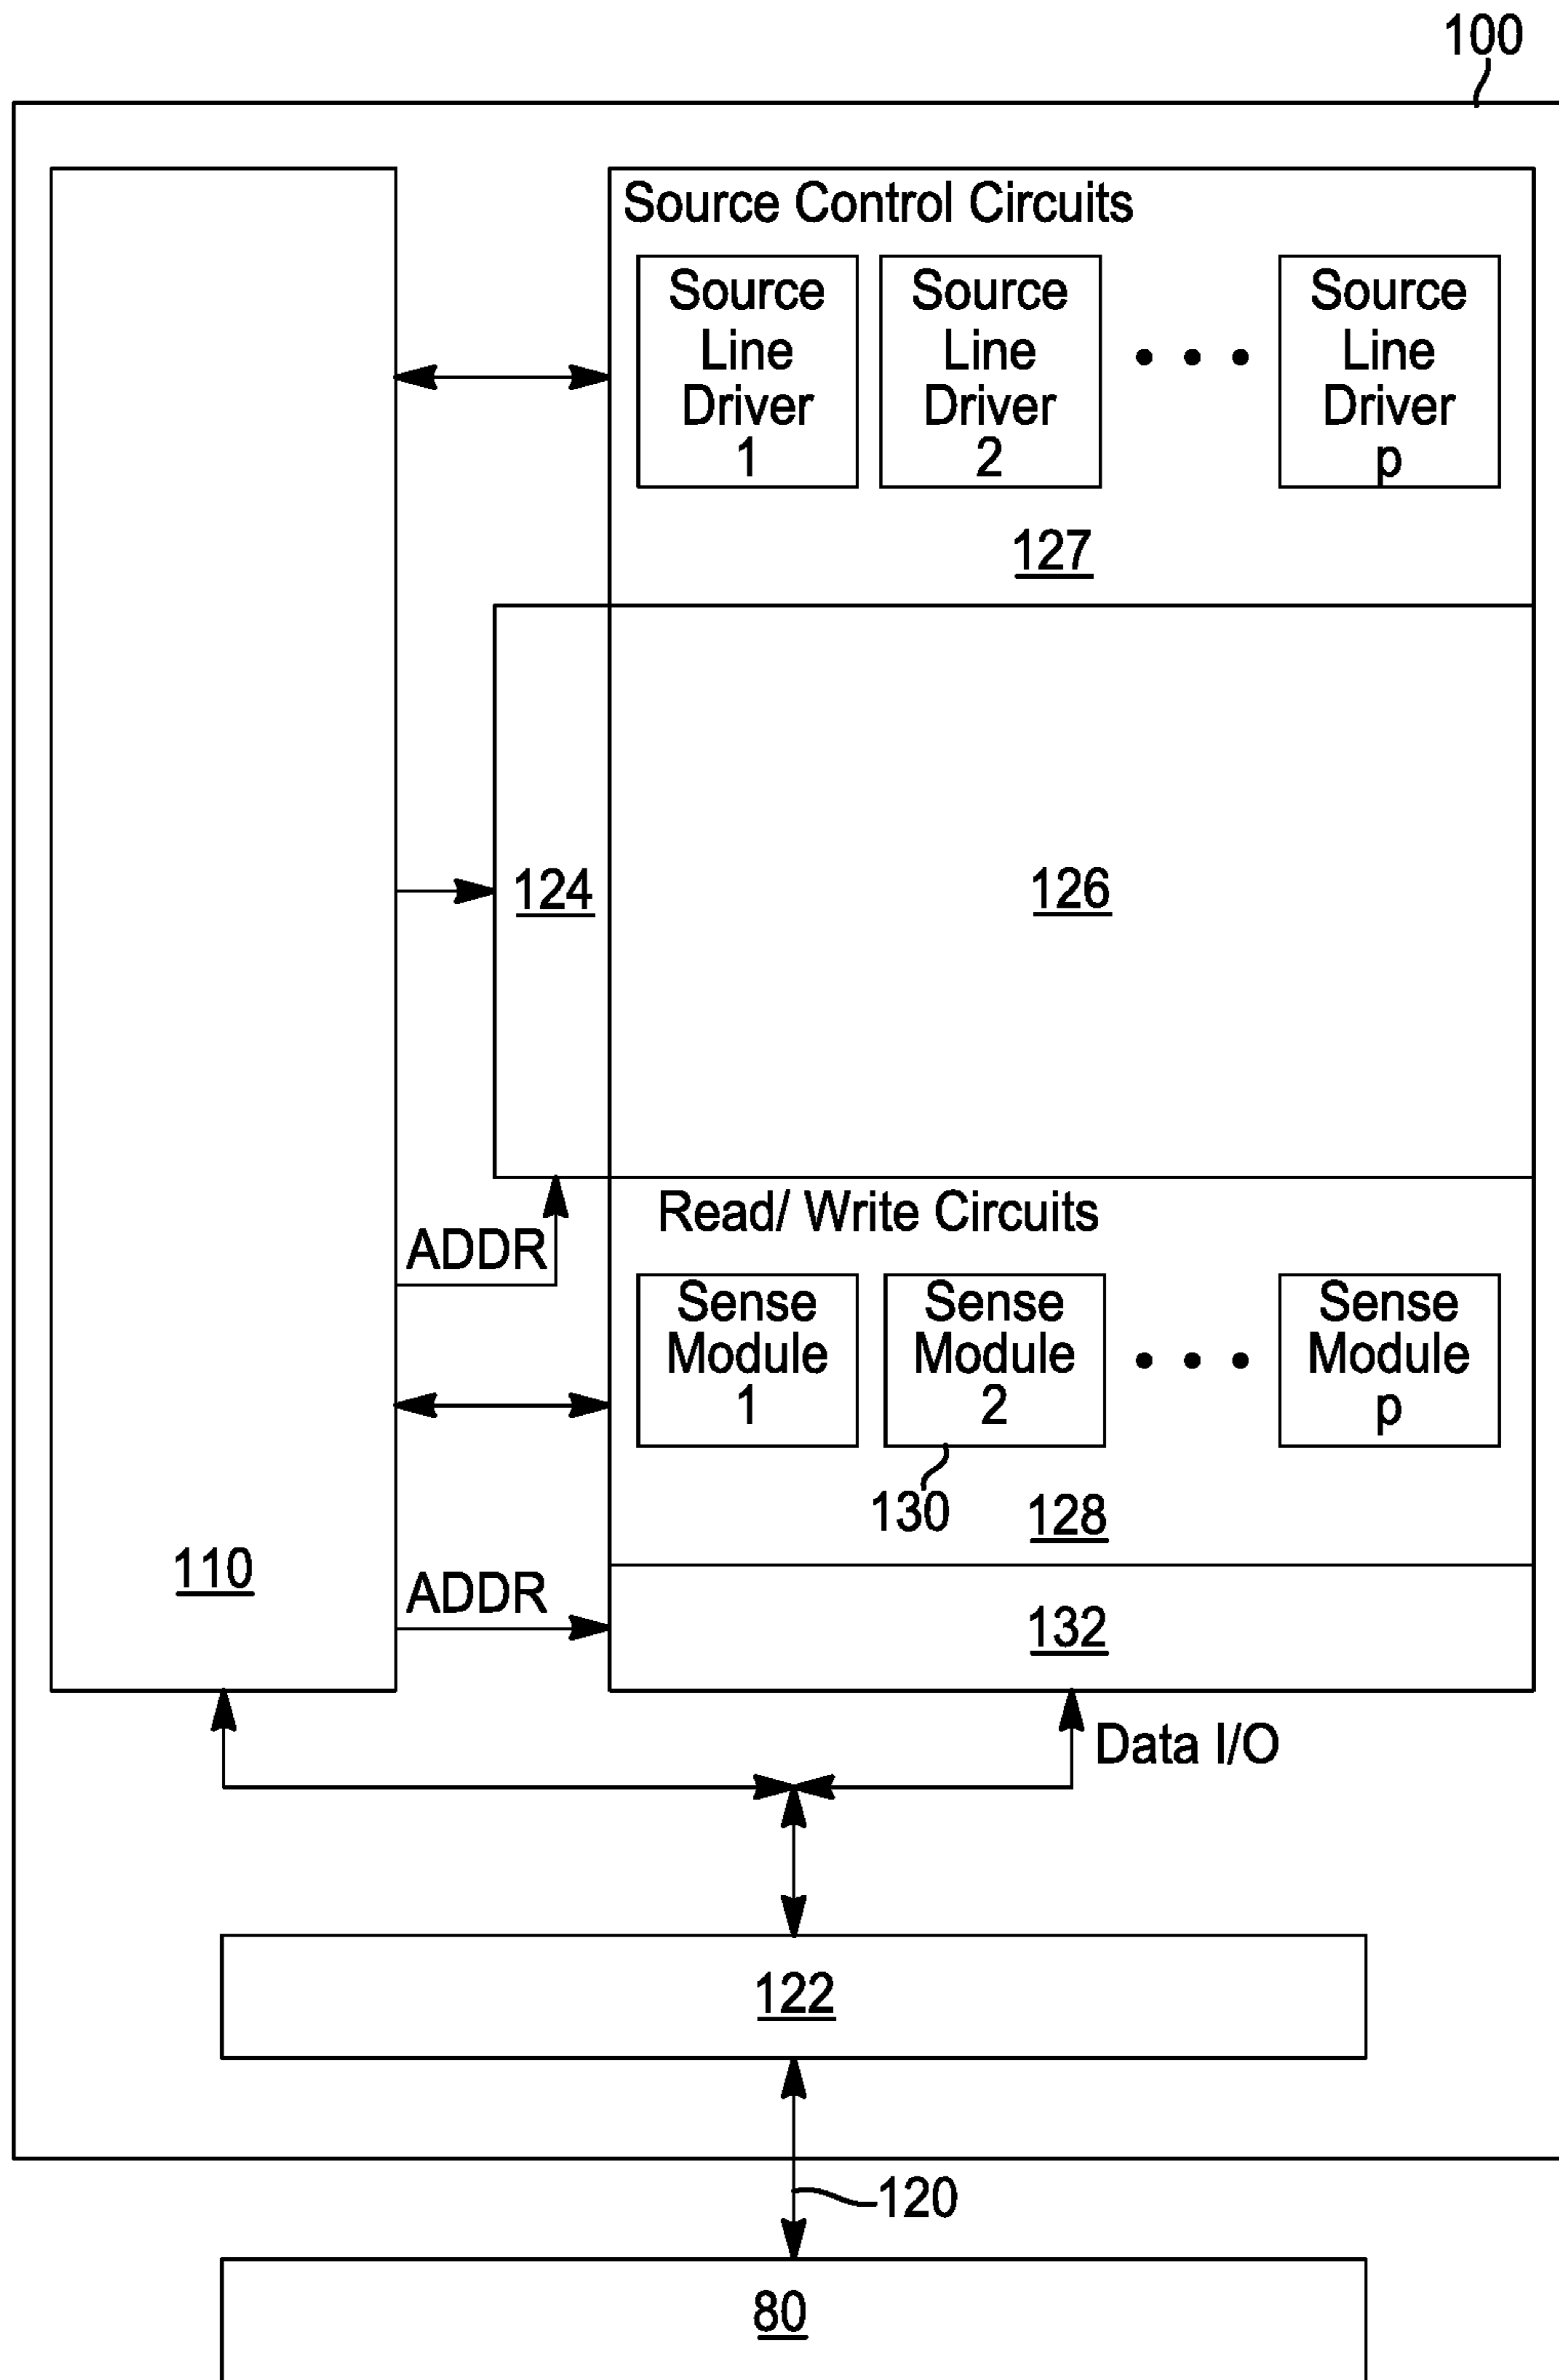 100
Source Control Circuits
Source Line Driver 1
Source Line Driver 2
• • •
Source Line Driver p
127
124
126
ADDR
Read/ Write Circuits
Sense Module 1
Sense Module 2
• • •
Sense Module p
130
128
110
ADDR
132
Data I/O
122
120
80